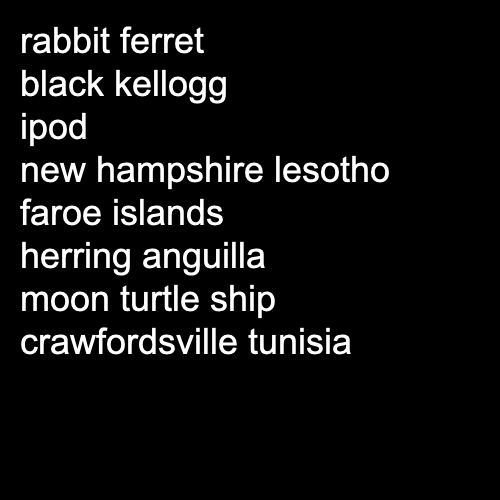 rabbit ferret
black kellogg
ipod
new hampshire lesotho
faroe islands
herring anguilla
moon turtle ship
crawfordsville tunisia